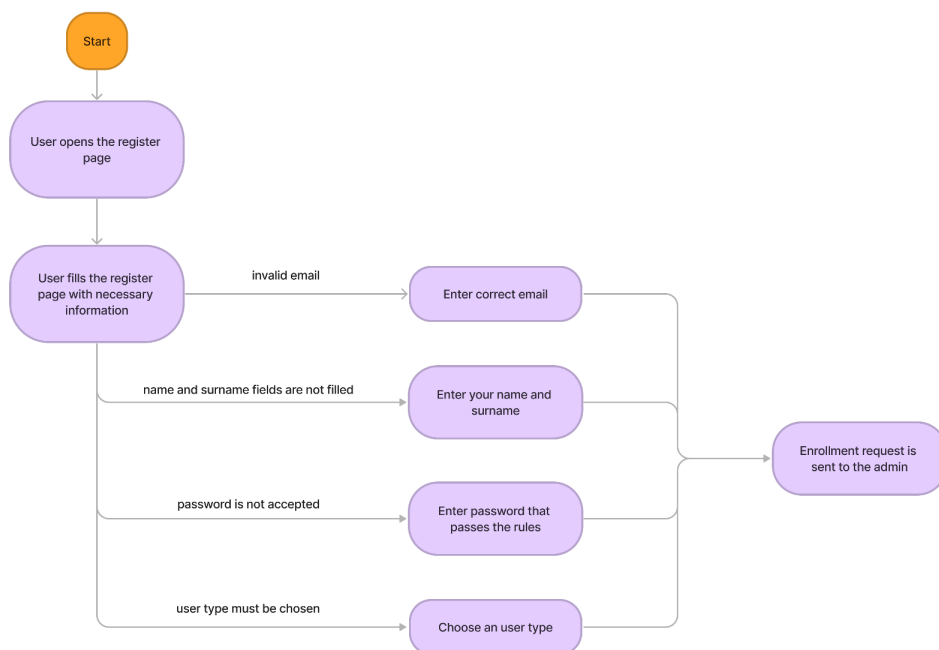 Start
User opens the register
page
User fills the register
page with necessary
information
invalid email
Enter correct email
name and surname fields are not filled
Enter your name and
surname
Enrollment request is
sent to the admin
password is not accepted
Enter password that
passes the rules
user type must be chosen
Choose an user type